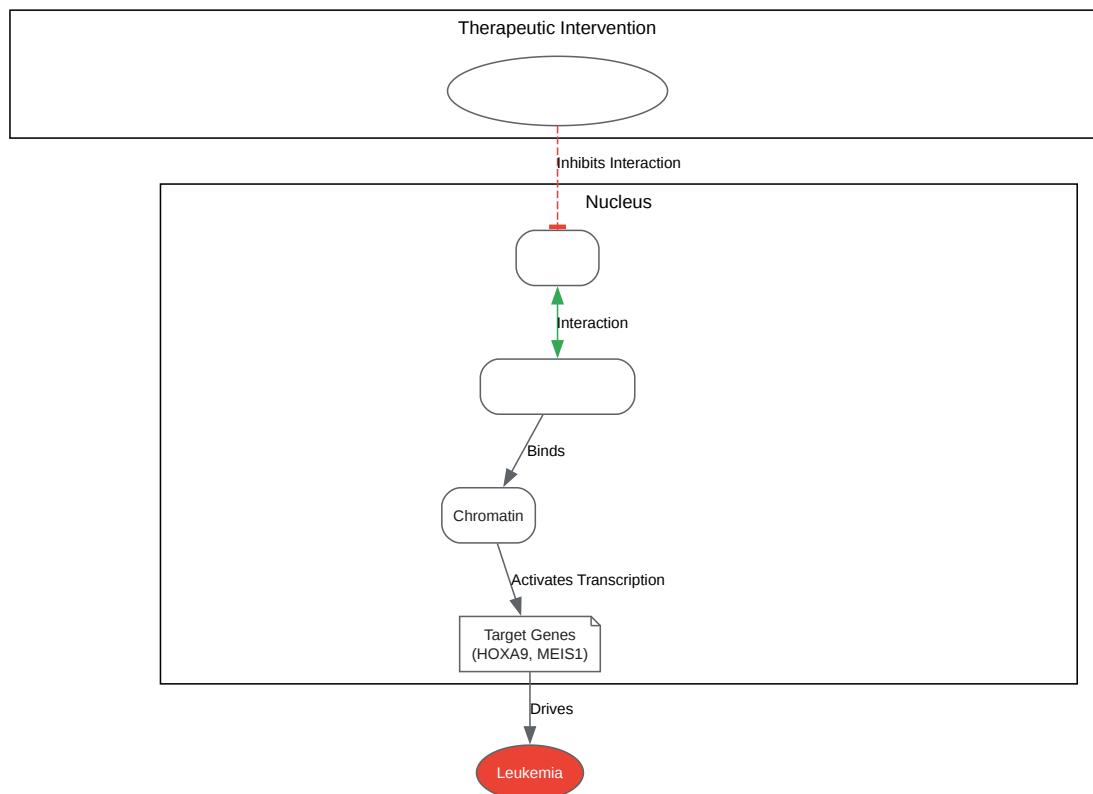 Therapeutic Intervention
Inhibits Interaction
Nucleus
Interaction
Binds
Chromatin
Activates Transcription
Target Genes
(HOXA9, MEIS1)
Drives
Leukemia